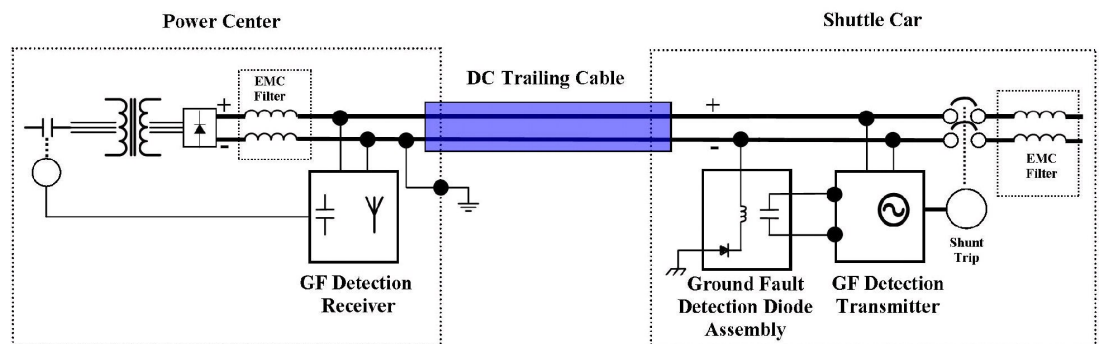 Power Center
Shuttle Car
EMC
Filter
DC Trailing Cable
+
-
+
-
EMC
Filter
Shunt
Trip
GF Detection
Receiver
Ground Fault
Detection Diode
Assembly
GF Detection
Transmitter